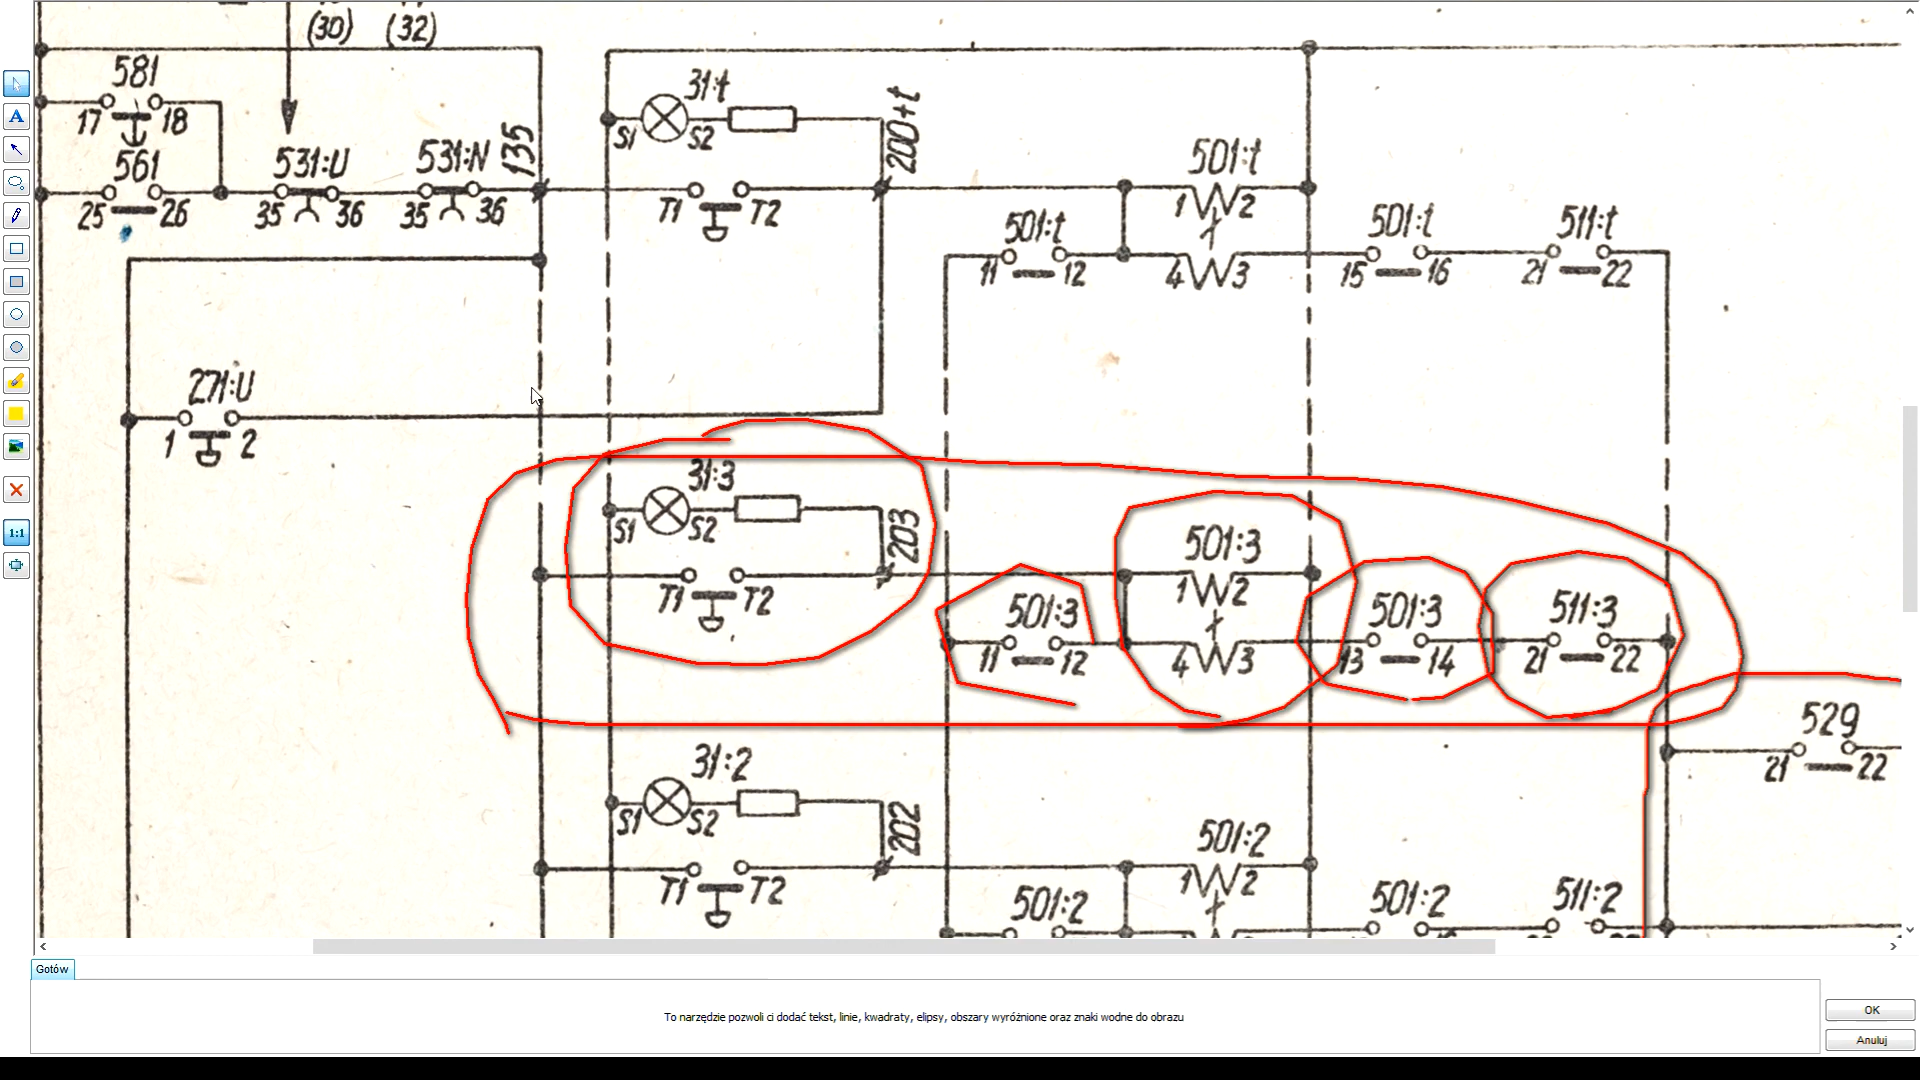 (30) (32)
581
17 18
561
25 26
531:U
35 36
531:N
35 36
135
31:t
S1 S2
200+t
T1 T2
501:t
1 2
4 3
501:t
11 12
501:t
15 16
511:t
21 22
271:U
1 2
31:3
S1 S2
203
T1 T2
501:3
1 2
4 3
501:3
11 12
501:3
13 14
511:3
21 22
529
21 22
31:2
S1 S2
202
T1 T2
501:2
1 2
501:2
501:2
511:2
A
1:1
Gotów
To narzędzie pozwoli ci dodać tekst, linie, kwadraty, elipsy, obszary wyróżnione oraz znaki wodne do obrazu
OK
Anuluj